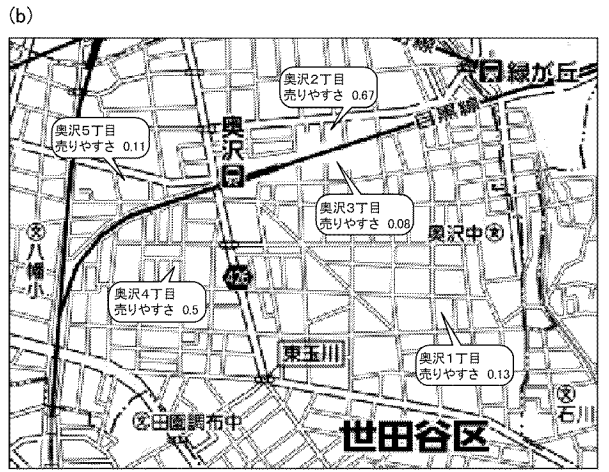 (b)
奥沢2丁目
売りやすさ 0.67
緑が丘
目黒線
奥沢5丁目
売りやすさ 0.11
奥沢
奥沢3丁目
売りやすさ 0.08
奥沢中
八幡小
426
奥沢4丁目
売りやすさ 0.5
東玉川
奥沢1丁目
売りやすさ 0.13
田園調布中
世田谷区
石川